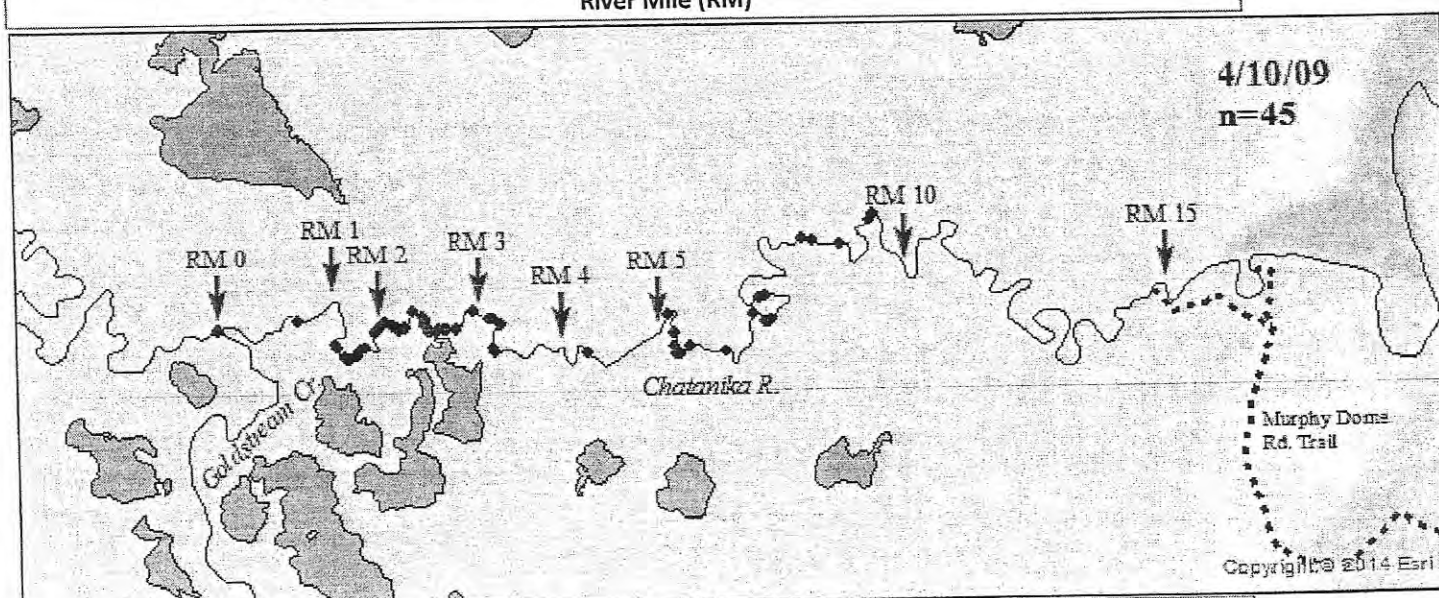 River Mile (RM)
4/10/09
n=45
RM 10
RM 15
RM 1
RM 3
RM 0
RM 2
RM 5
RM 4
Chatanika R.
Goldstream Cr.
Murphy Dome
Rd. Trail
Copyright:© 2014 Esri